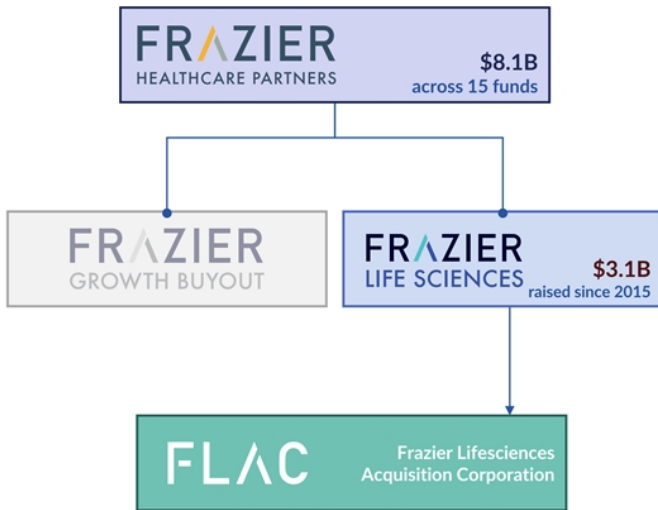 FRAZIER
HEALTHCARE PARTNERS
$8.1B
across 15 funds
FRAZIER
GROWTH BUYOUT
FRAZIER
LIFE SCIENCES
$3.1B
raised since 2015
FLAC
Frazier Lifesciences
Acquisition Corporation